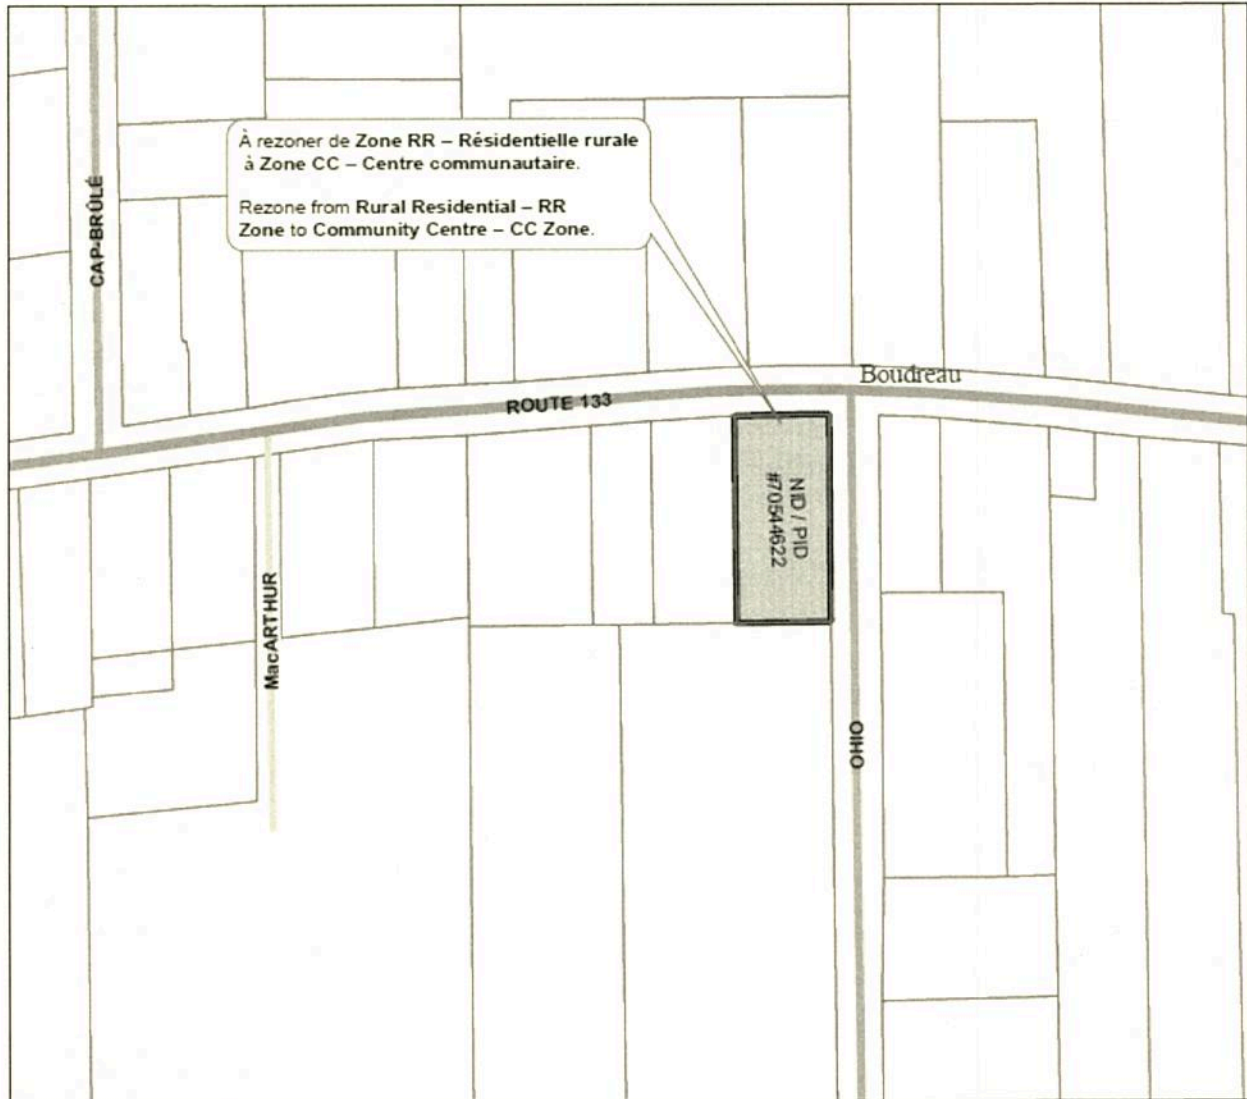 À rezoner de Zone RR – Résidentielle rurale
à Zone CC – Centre communautaire.
Rezone from Rural Residential – RR
Zone to Community Centre – CC Zone.
CAP-BRÛLÉ
Boudreau
ROUTE 133
NID / PID
#70544622
MacARTHUR
OHIO